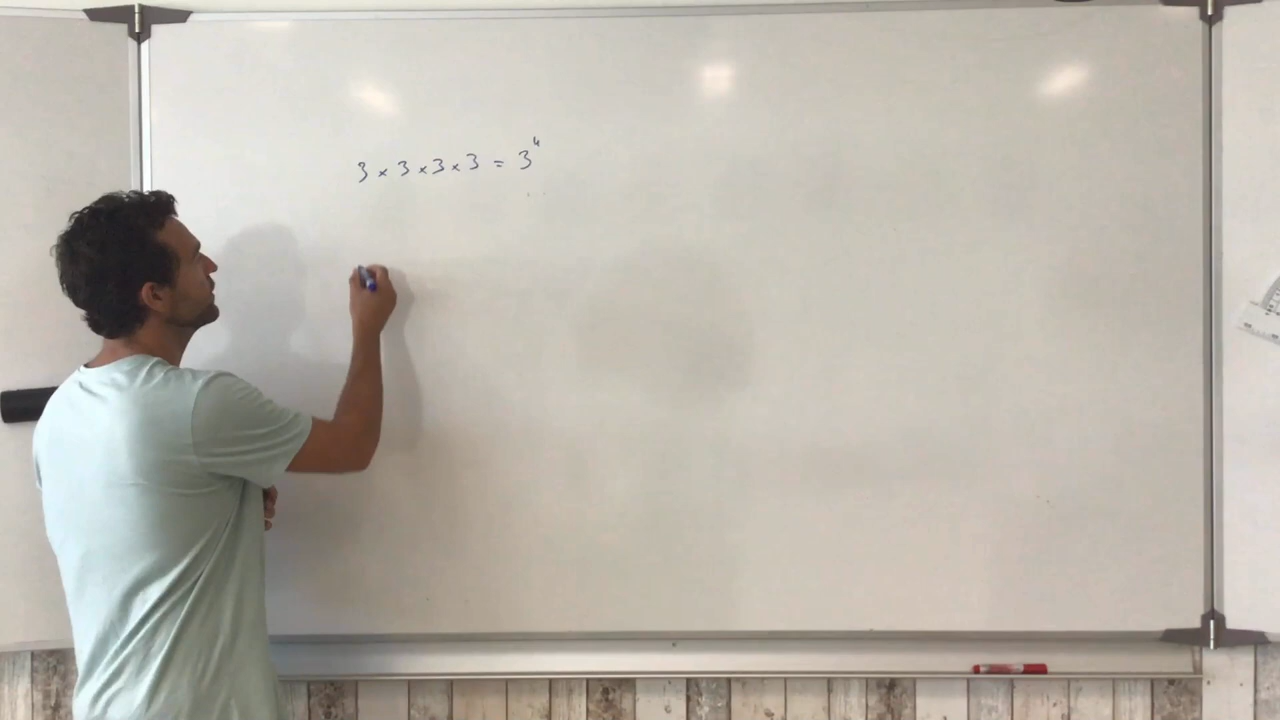 3 × 3 × 3 × 3 = 3⁴